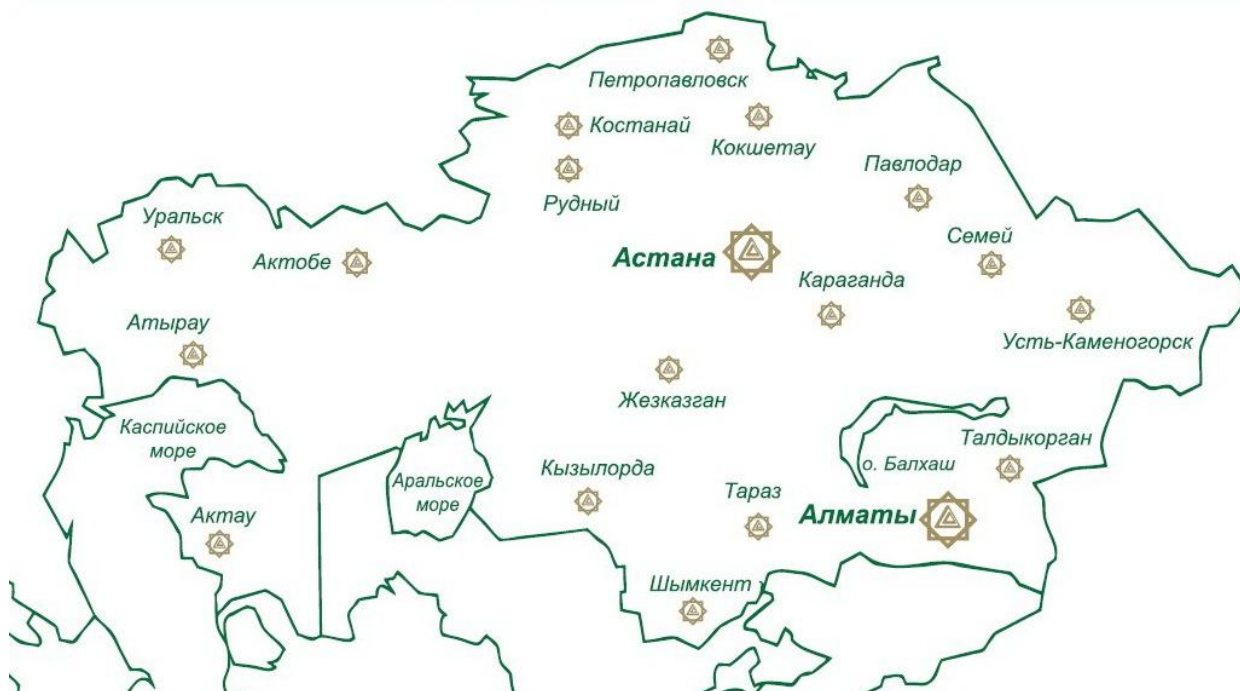 Петропавловск
Костанай
Кокшетау
Павлодар
Рудный
Уральск
Семей
Актобе
Астана
Караганда
Атырау
Усть-Каменогорск
Жезказган
Каспийское
море
Талдыкорган
о. Балхаш
Кызылорда
Аральское
море
Тараз
Алматы
Актау
Шымкент